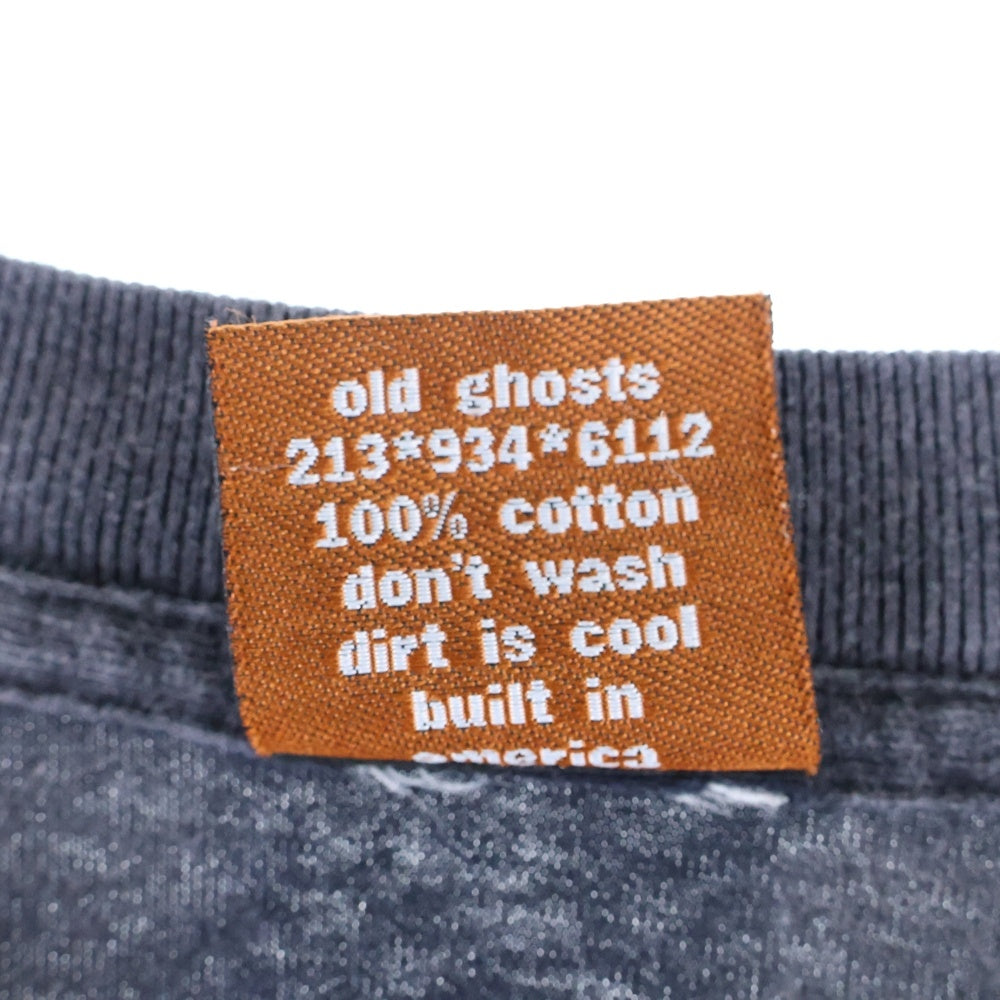 old ghosts
213*934*6112
100% cotton
don't wash
dirt is cool
built in
america